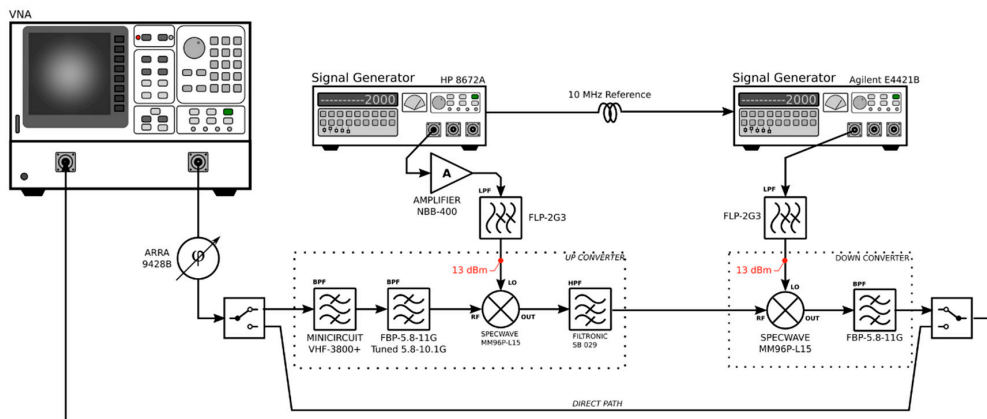 VNA
Signal Generator
HP 8672A
--------2000
10 MHz Reference
Signal Generator
Agilent E4421B
--------2000
A
AMPLIFIER
NBB-400
LPF
FLP-2G3
LPF
FLP-2G3
ARRA
9428B
φ
13 dBm
UP CONVERTER
13 dBm
DOWN CONVERTER
BPF
BPF
LO
HPF
LO
BPF
RF
OUT
RF
OUT
MINICIRCUIT
VHF-3800+
FBP-5.8-11G
Tuned 5.8-10.1G
SPECWAVE
MM96P-L15
FILTRONIC
SB 029
SPECWAVE
MM96P-L15
FBP-5.8-11G
DIRECT PATH